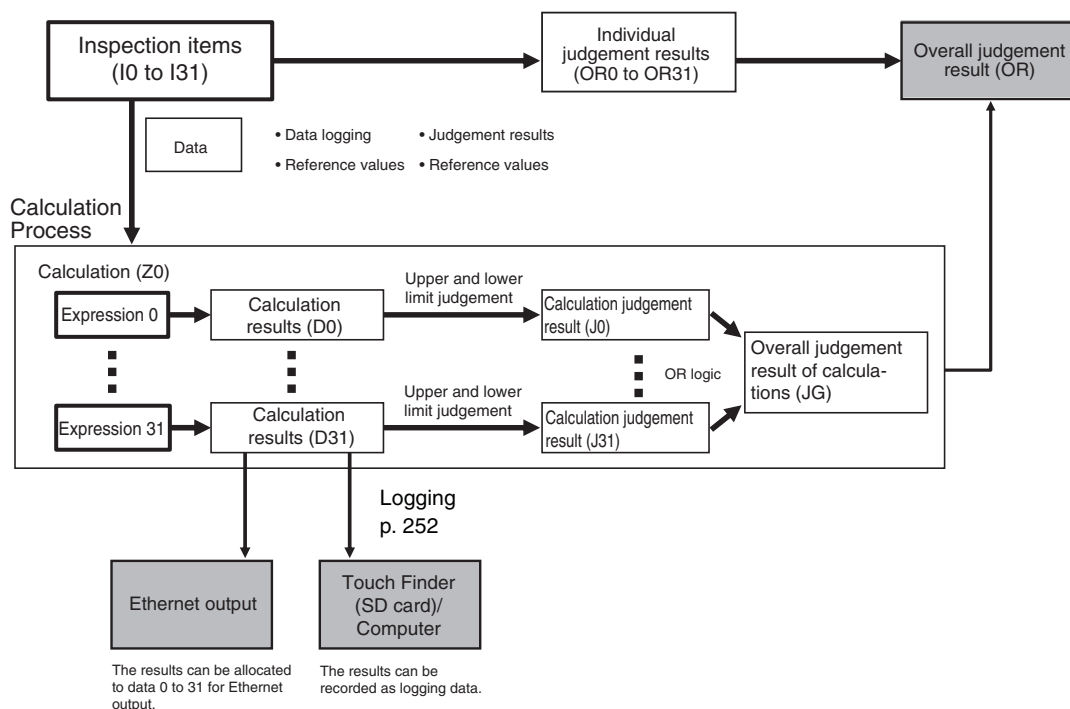 Inspection items
(I0 to I31)
Individual
judgement results
(OR0 to OR31)
Overall judgement
result (OR)
Data
• Data logging
• Judgement results
• Reference values
• Reference values
Calculation
Process
Calculation (Z0)
Expression 0
Calculation
results (D0)
Upper and lower
limit judgement
Calculation judgement
result (J0)
OR logic
Overall judgement
result of calcula-
tions (JG)
Expression 31
Calculation
results (D31)
Upper and lower
limit judgement
Calculation judgement
result (J31)
Logging
p. 252
Ethernet output
Touch Finder
(SD card)/
Computer
The results can be allocated
to data 0 to 31 for Ethernet
output.
The results can be
recorded as logging data.